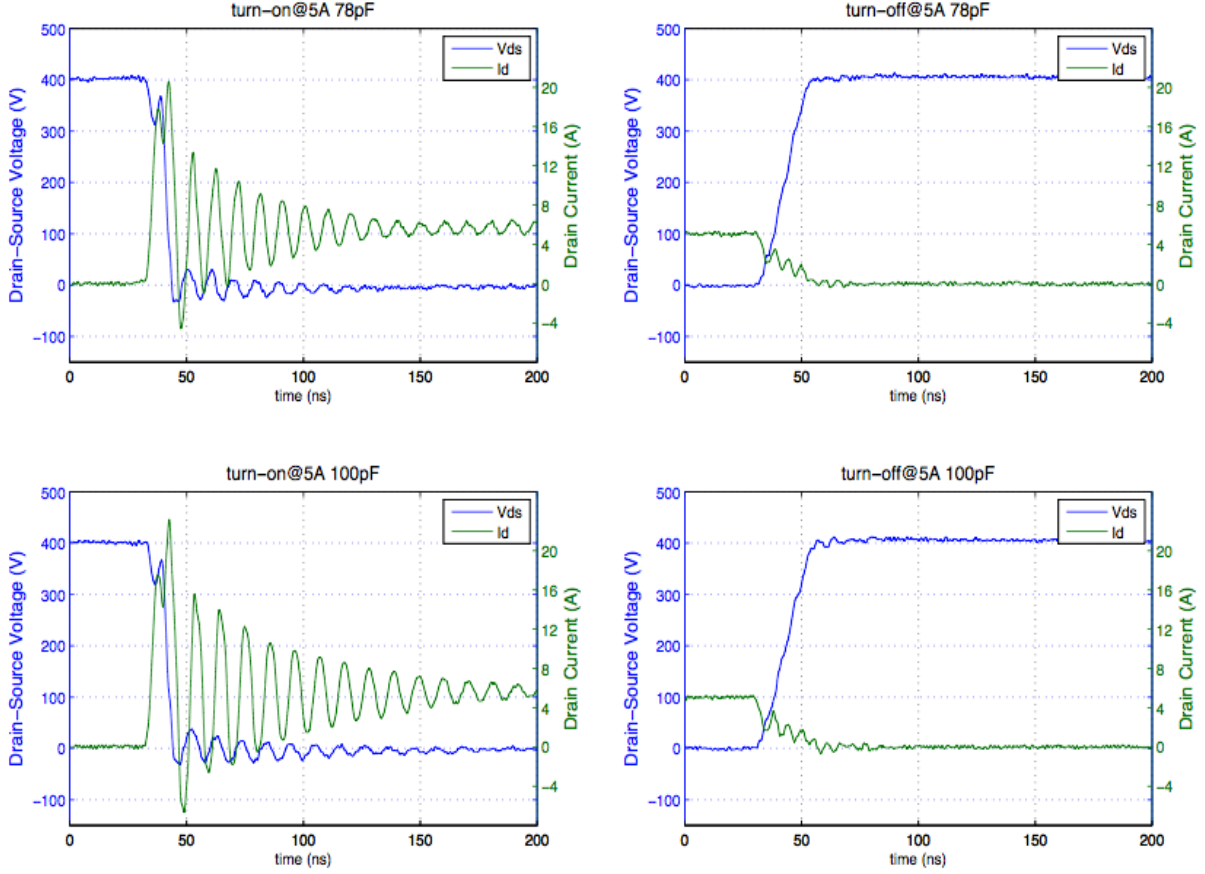 turn-on@5A 78pF
500
400
300
200
100
0
-100
Drain-Source Voltage (V)
Vds
Id
20
16
12
8
4
0
-4
Drain Current (A)
0 50 100 150 200
time (ns)
turn-off@5A 78pF
500
400
300
200
100
0
-100
Drain-Source Voltage (V)
Vds
Id
20
16
12
8
4
0
-4
Drain Current (A)
0 50 100 150 200
time (ns)
turn-on@5A 100pF
500
400
300
200
100
0
-100
Drain-Source Voltage (V)
Vds
Id
20
16
12
8
4
0
-4
Drain Current (A)
0 50 100 150 200
time (ns)
turn-off@5A 100pF
500
400
300
200
100
0
-100
Drain-Source Voltage (V)
Vds
Id
20
16
12
8
4
0
-4
Drain Current (A)
0 50 100 150 200
time (ns)